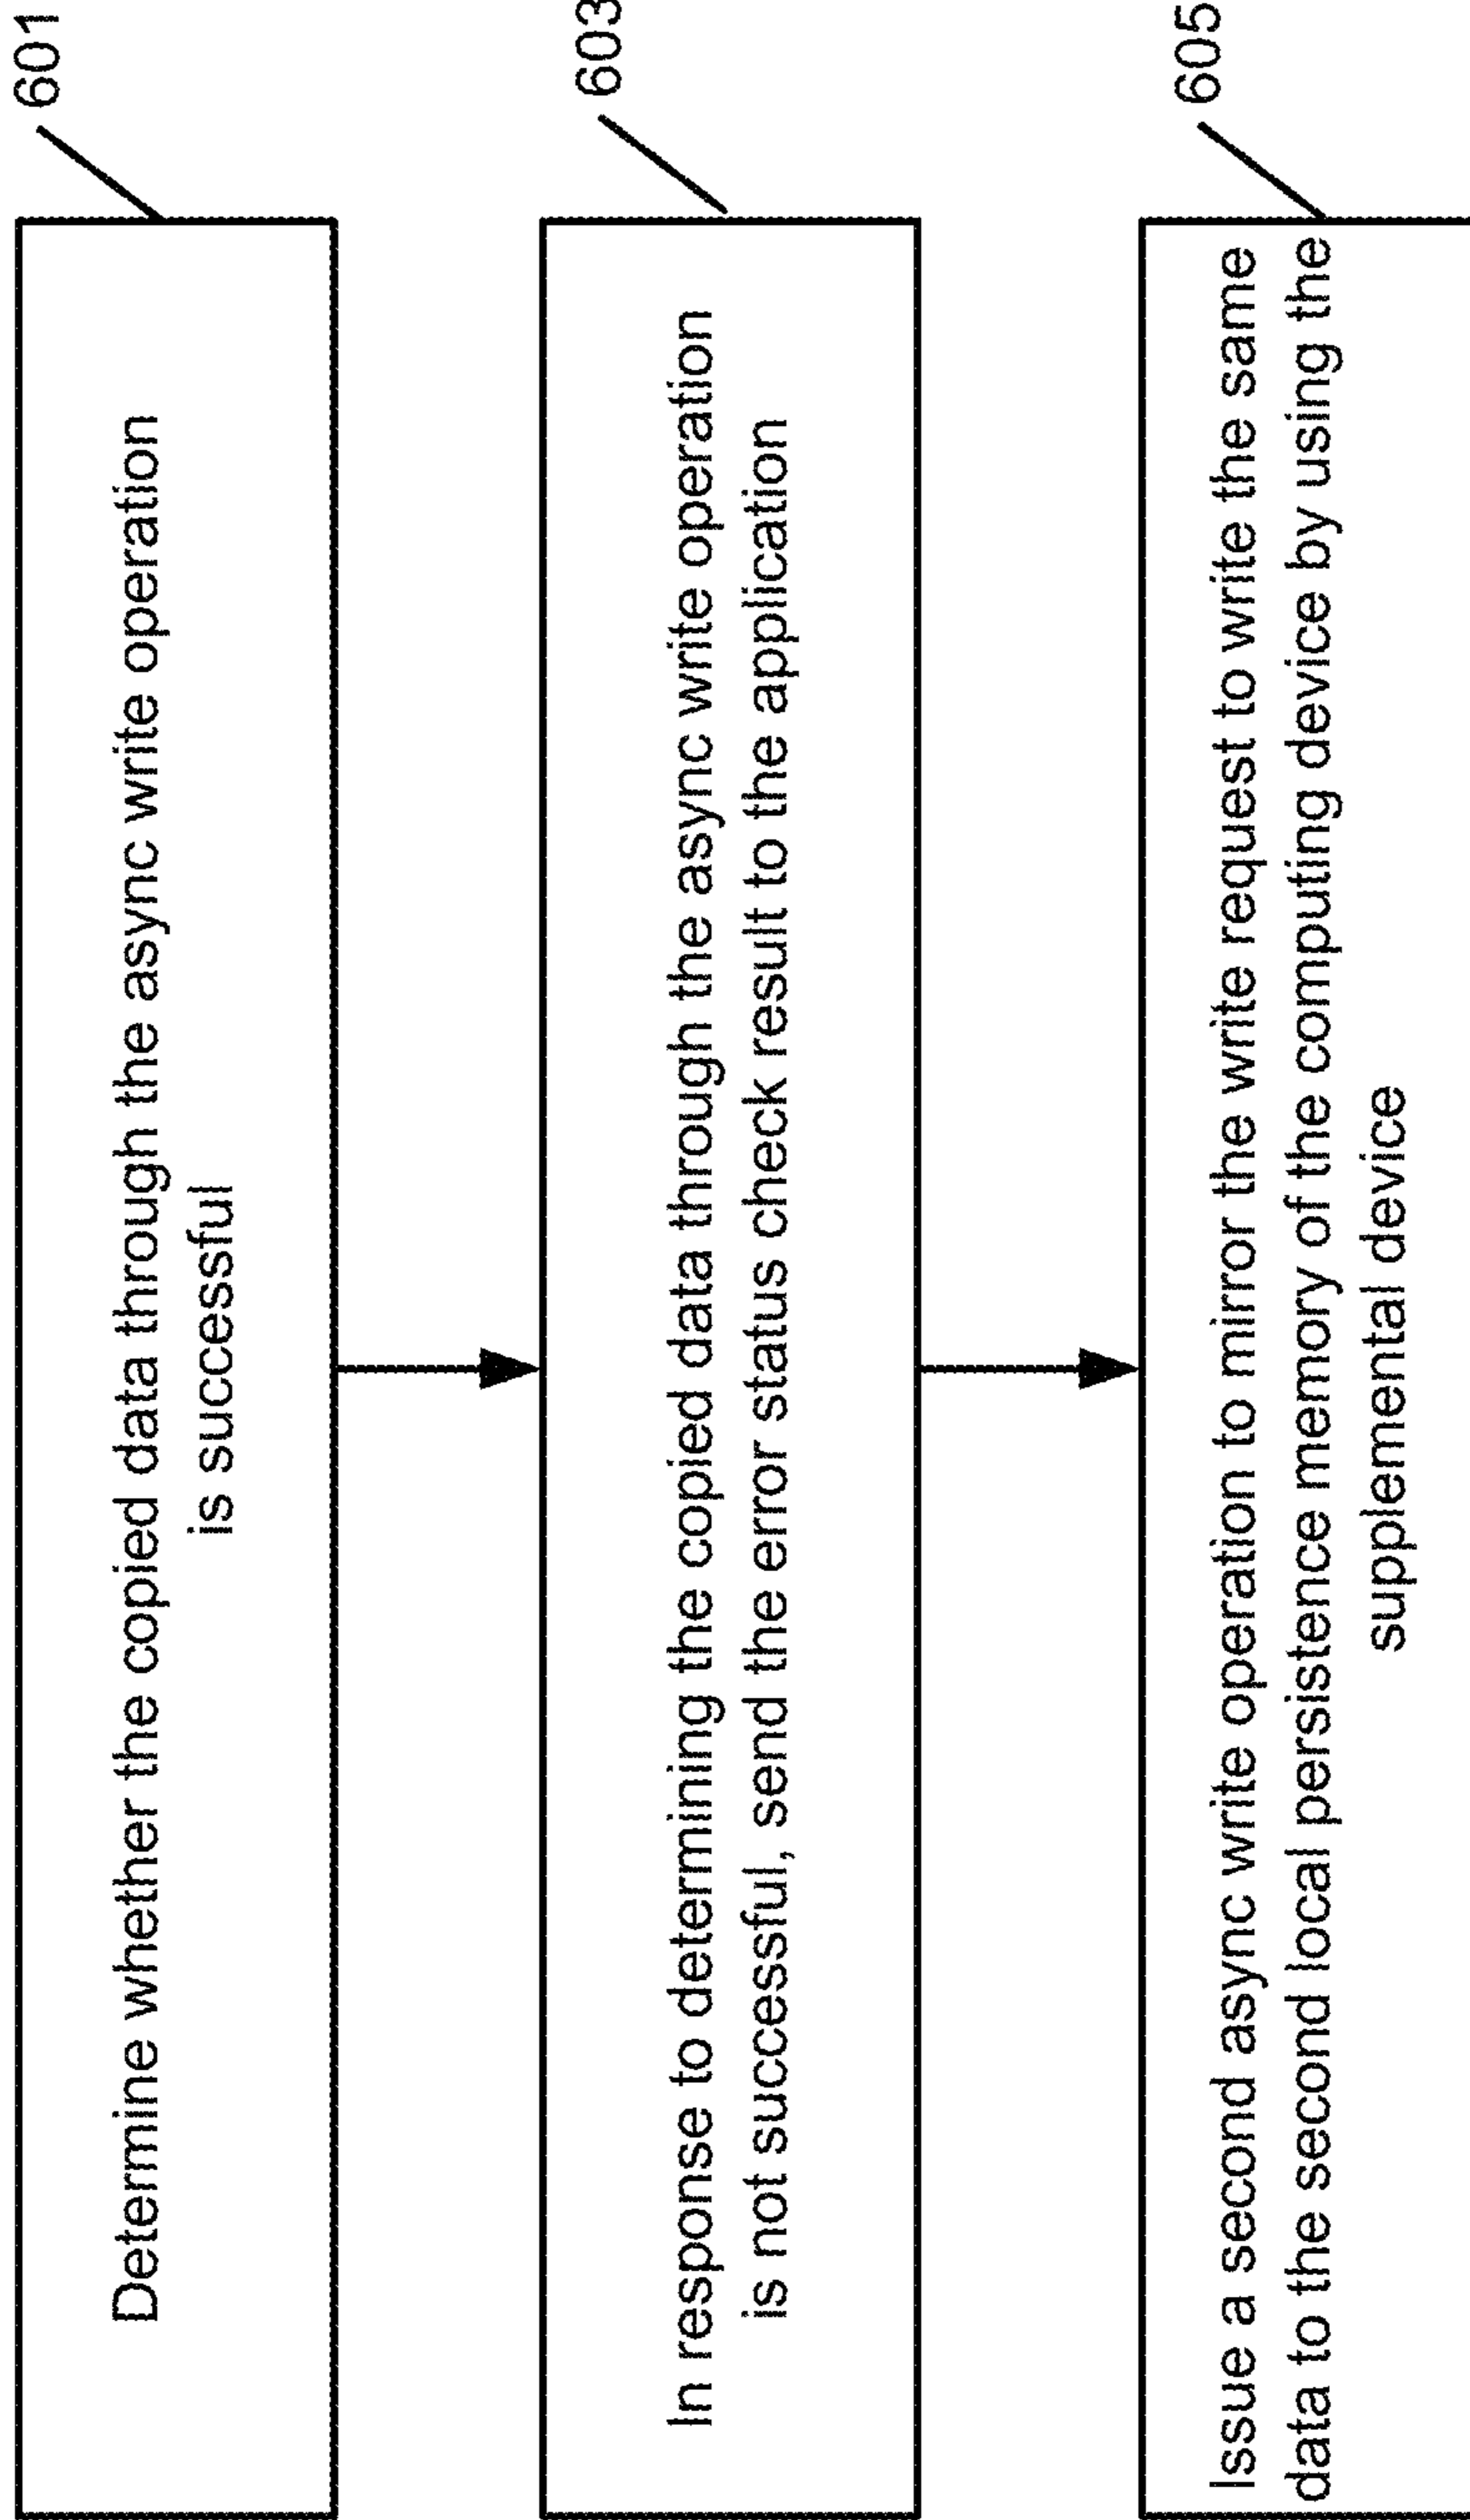 601
Determine whether the copied data through the async write operation
is successful
603
In response to determining the copied data through the async write operation
is not successful, send the error status check result to the application
605
Issue a second async write operation to mirror the write request to write the same
data to the second local persistence memory of the computing device by using the
supplemental device